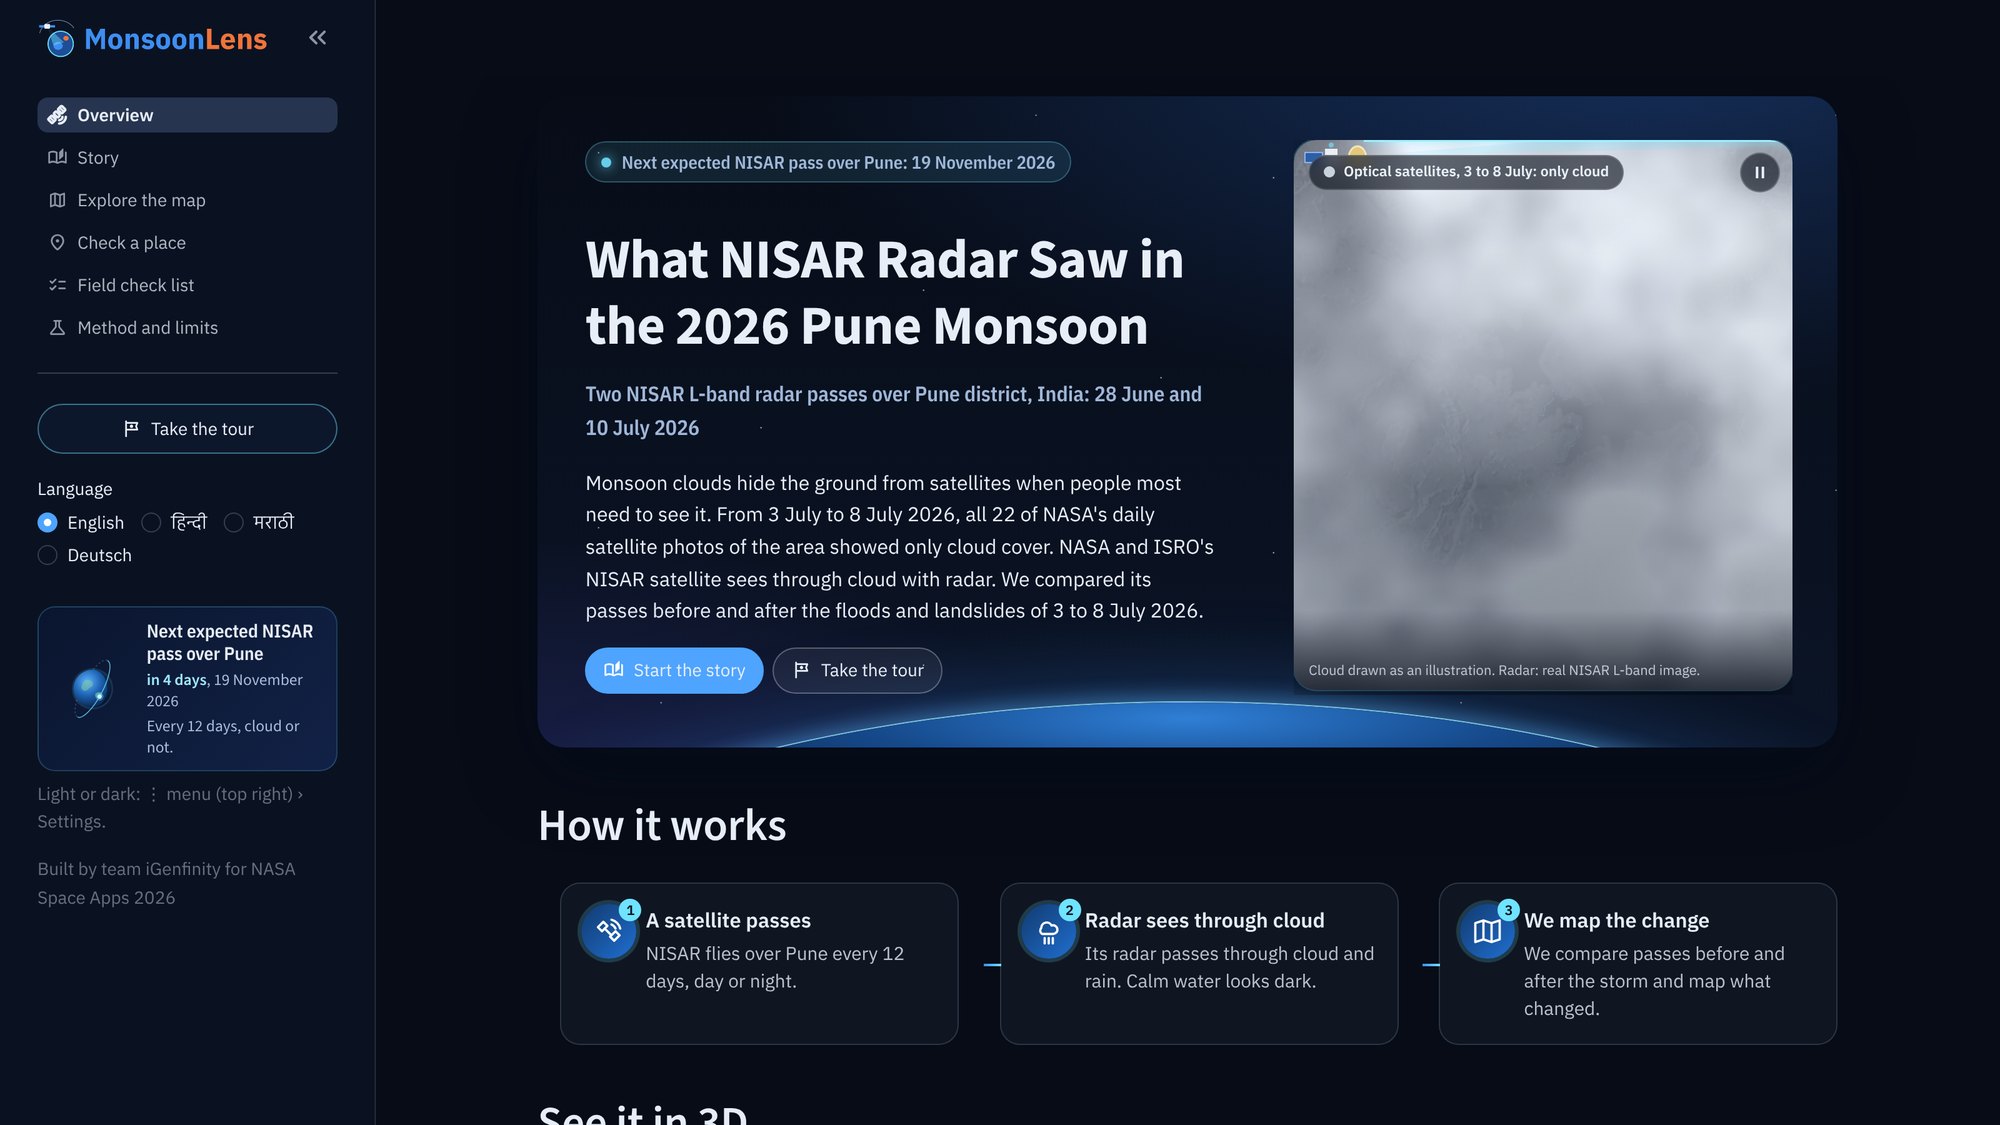 MonsoonLens
Overview
Story
Explore the map
Check a place
Field check list
Method and limits
Take the tour
Language
English
हिन्दी
मराठी
Deutsch
Next expected NISAR
pass over Pune
in 4 days, 19 November
2026
Every 12 days, cloud or
not.
Light or dark: ⋮ menu (top right) ›
Settings.
Built by team iGenfinity for NASA
Space Apps 2026
Next expected NISAR pass over Pune: 19 November 2026
What NISAR Radar Saw in
the 2026 Pune Monsoon
Two NISAR L-band radar passes over Pune district, India: 28 June and
10 July 2026
Monsoon clouds hide the ground from satellites when people most
need to see it. From 3 July to 8 July 2026, all 22 of NASA's daily
satellite photos of the area showed only cloud cover. NASA and ISRO's
NISAR satellite sees through cloud with radar. We compared its
passes before and after the floods and landslides of 3 to 8 July 2026.
Start the story
Take the tour
Optical satellites, 3 to 8 July: only cloud
Cloud drawn as an illustration. Radar: real NISAR L-band image.
How it works
1
A satellite passes
NISAR flies over Pune every 12
days, day or night.
2
Radar sees through cloud
Its radar passes through cloud and
rain. Calm water looks dark.
3
We map the change
We compare passes before and
after the storm and map what
changed.
See it in 3D